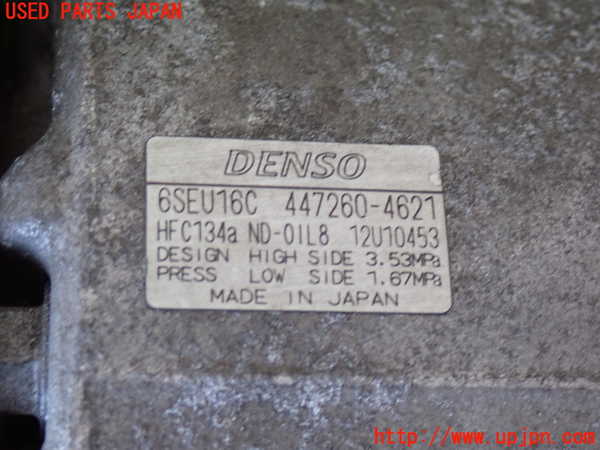 USED PARTS JAPAN
DENSO
6SEU16C 447260-4621
HFC134a ND-OIL8 12U10453
DESIGN HIGH SIDE 3.53MPa
PRESS LOW SIDE 1.67MPa
MADE IN JAPAN
http://www.upjpn.com/